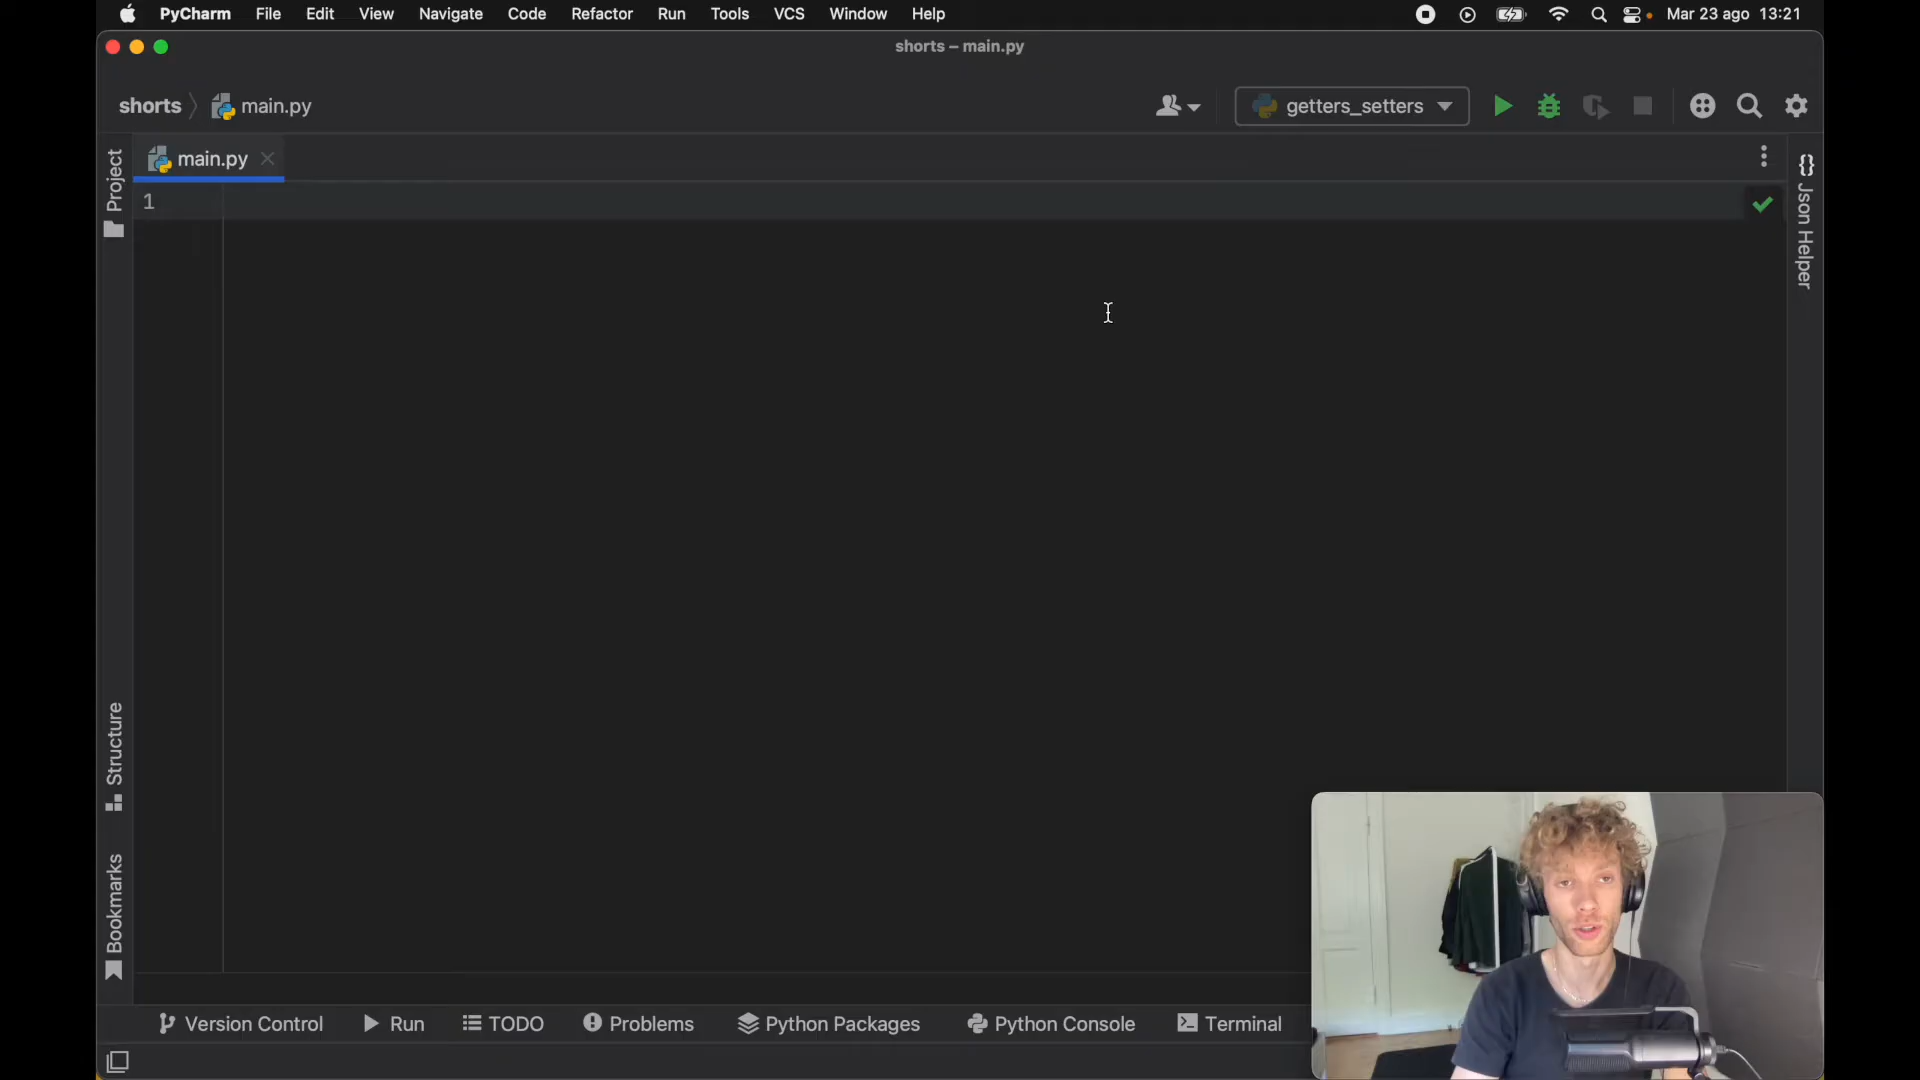 PyCharm File Edit View Navigate Code Refactor Run Tools VCS Window Help Mar 23 ago 13:21
shorts – main.py
shorts main.py getters_setters
Project
main.py
{} Json Helper
1
Structure
Bookmarks
Version Control Run TODO Problems Python Packages Python Console Terminal